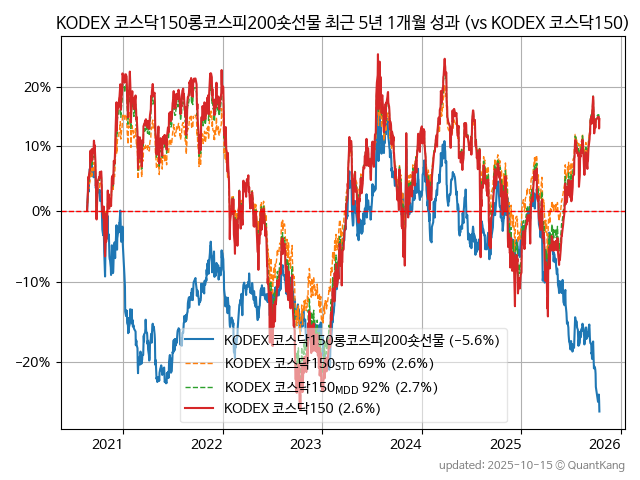 KODEX 코스닥150롱코스피200숏선물 최근 5년 1개월 성과 (vs KODEX 코스닥150)
20%
10%
0%
−10%
−20%
KODEX 코스닥150롱코스피200숏선물 (−5.6%)
KODEX 코스닥150STD 69% (2.6%)
KODEX 코스닥150MDD 92% (2.7%)
KODEX 코스닥150 (2.6%)
2021 2022 2023 2024 2025 2026
updated: 2025-10-15 © QuantKang